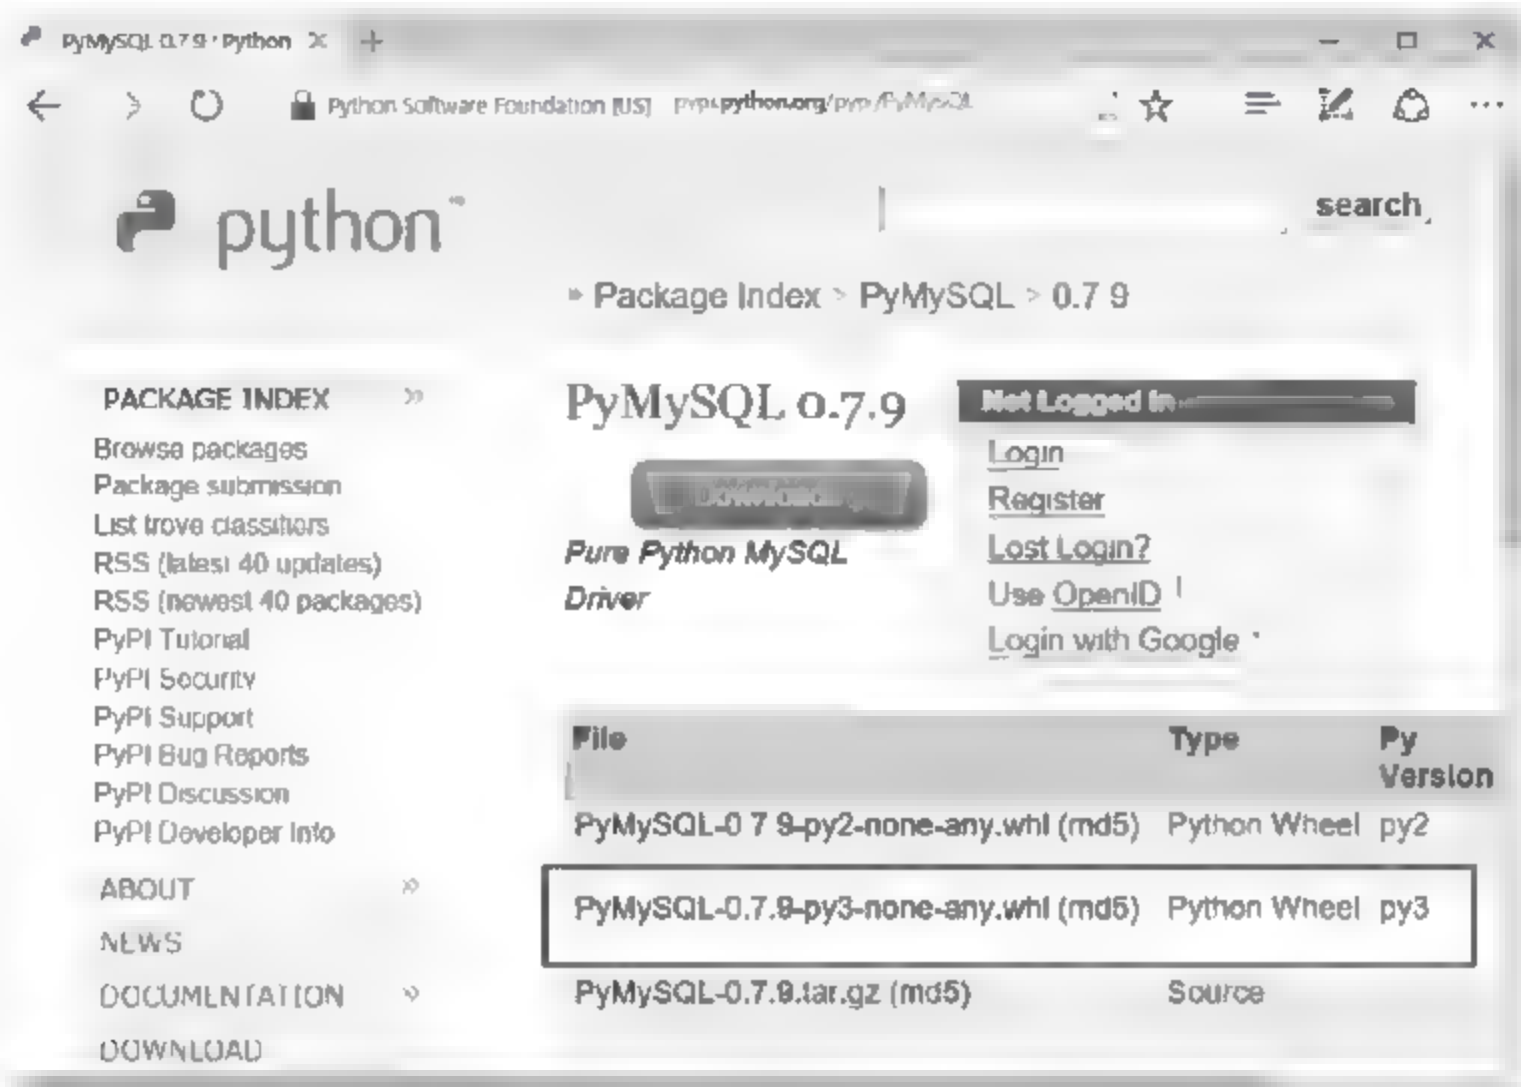 PyMySQL 0.7.9 : Python
Python Software Foundation [US] pypi.python.org/pypi/PyMySQL
python
search
Package Index > PyMySQL > 0.7 9
PACKAGE INDEX »
Browse packages
Package submission
List trove classifiers
RSS (latest 40 updates)
RSS (newest 40 packages)
PyPI Tutorial
PyPI Security
PyPI Support
PyPI Bug Reports
PyPI Discussion
PyPI Developer Info
ABOUT »
NEWS
DOCUMENTATION »
DOWNLOAD
PyMySQL 0.7.9
Pure Python MySQL
Driver
Not Logged In
Login
Register
Lost Login?
Use OpenID
Login with Google
File Type Py
Version
PyMySQL-0 7 9-py2-none-any.whl (md5) Python Wheel py2
PyMySQL-0.7.9-py3-none-any.whl (md5) Python Wheel py3
PyMySQL-0.7.9.tar.gz (md5) Source